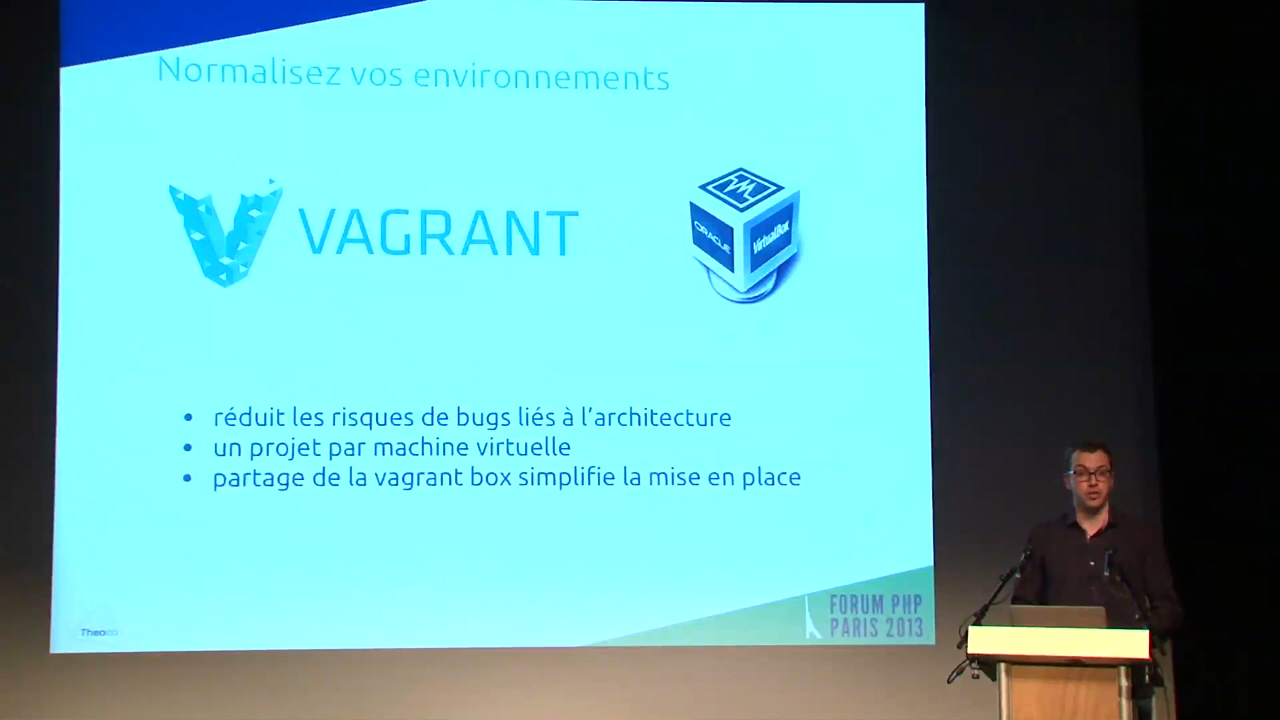 Normalisez vos environnements
VAGRANT
ORACLE
VirtualBox
• réduit les risques de bugs liés à l'architecture
• un projet par machine virtuelle
• partage de la vagrant box simplifie la mise en place
Theodo
FORUM PHP
PARIS 2013